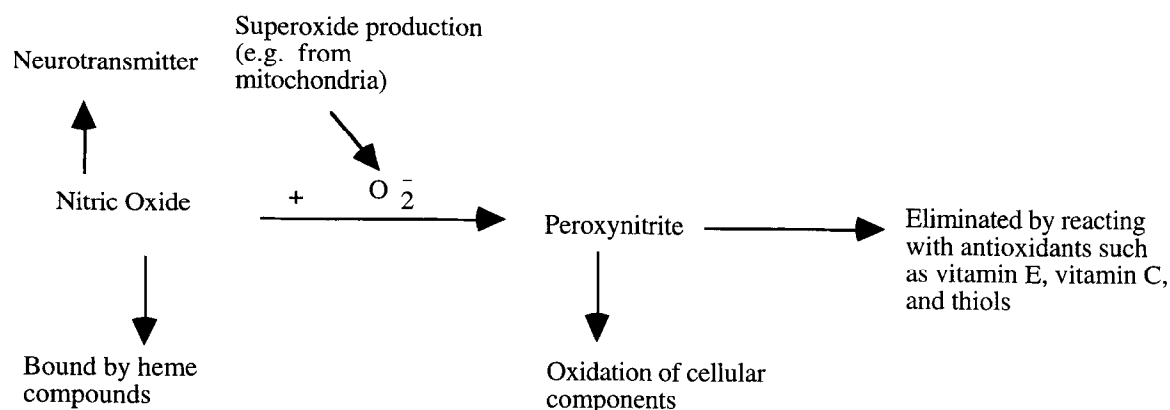 Superoxide production
(e.g. from
mitochondria)
Neurotransmitter
Nitric Oxide
+
O 2 -
Peroxynitrite
Eliminated by reacting
with antioxidants such
as vitamin E, vitamin C,
and thiols
Bound by heme
compounds
Oxidation of cellular
components